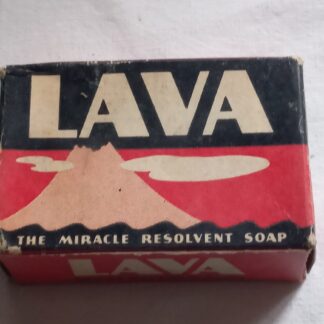 LAVA
THE MIRACLE RESOLVENT SOAP
LAVA